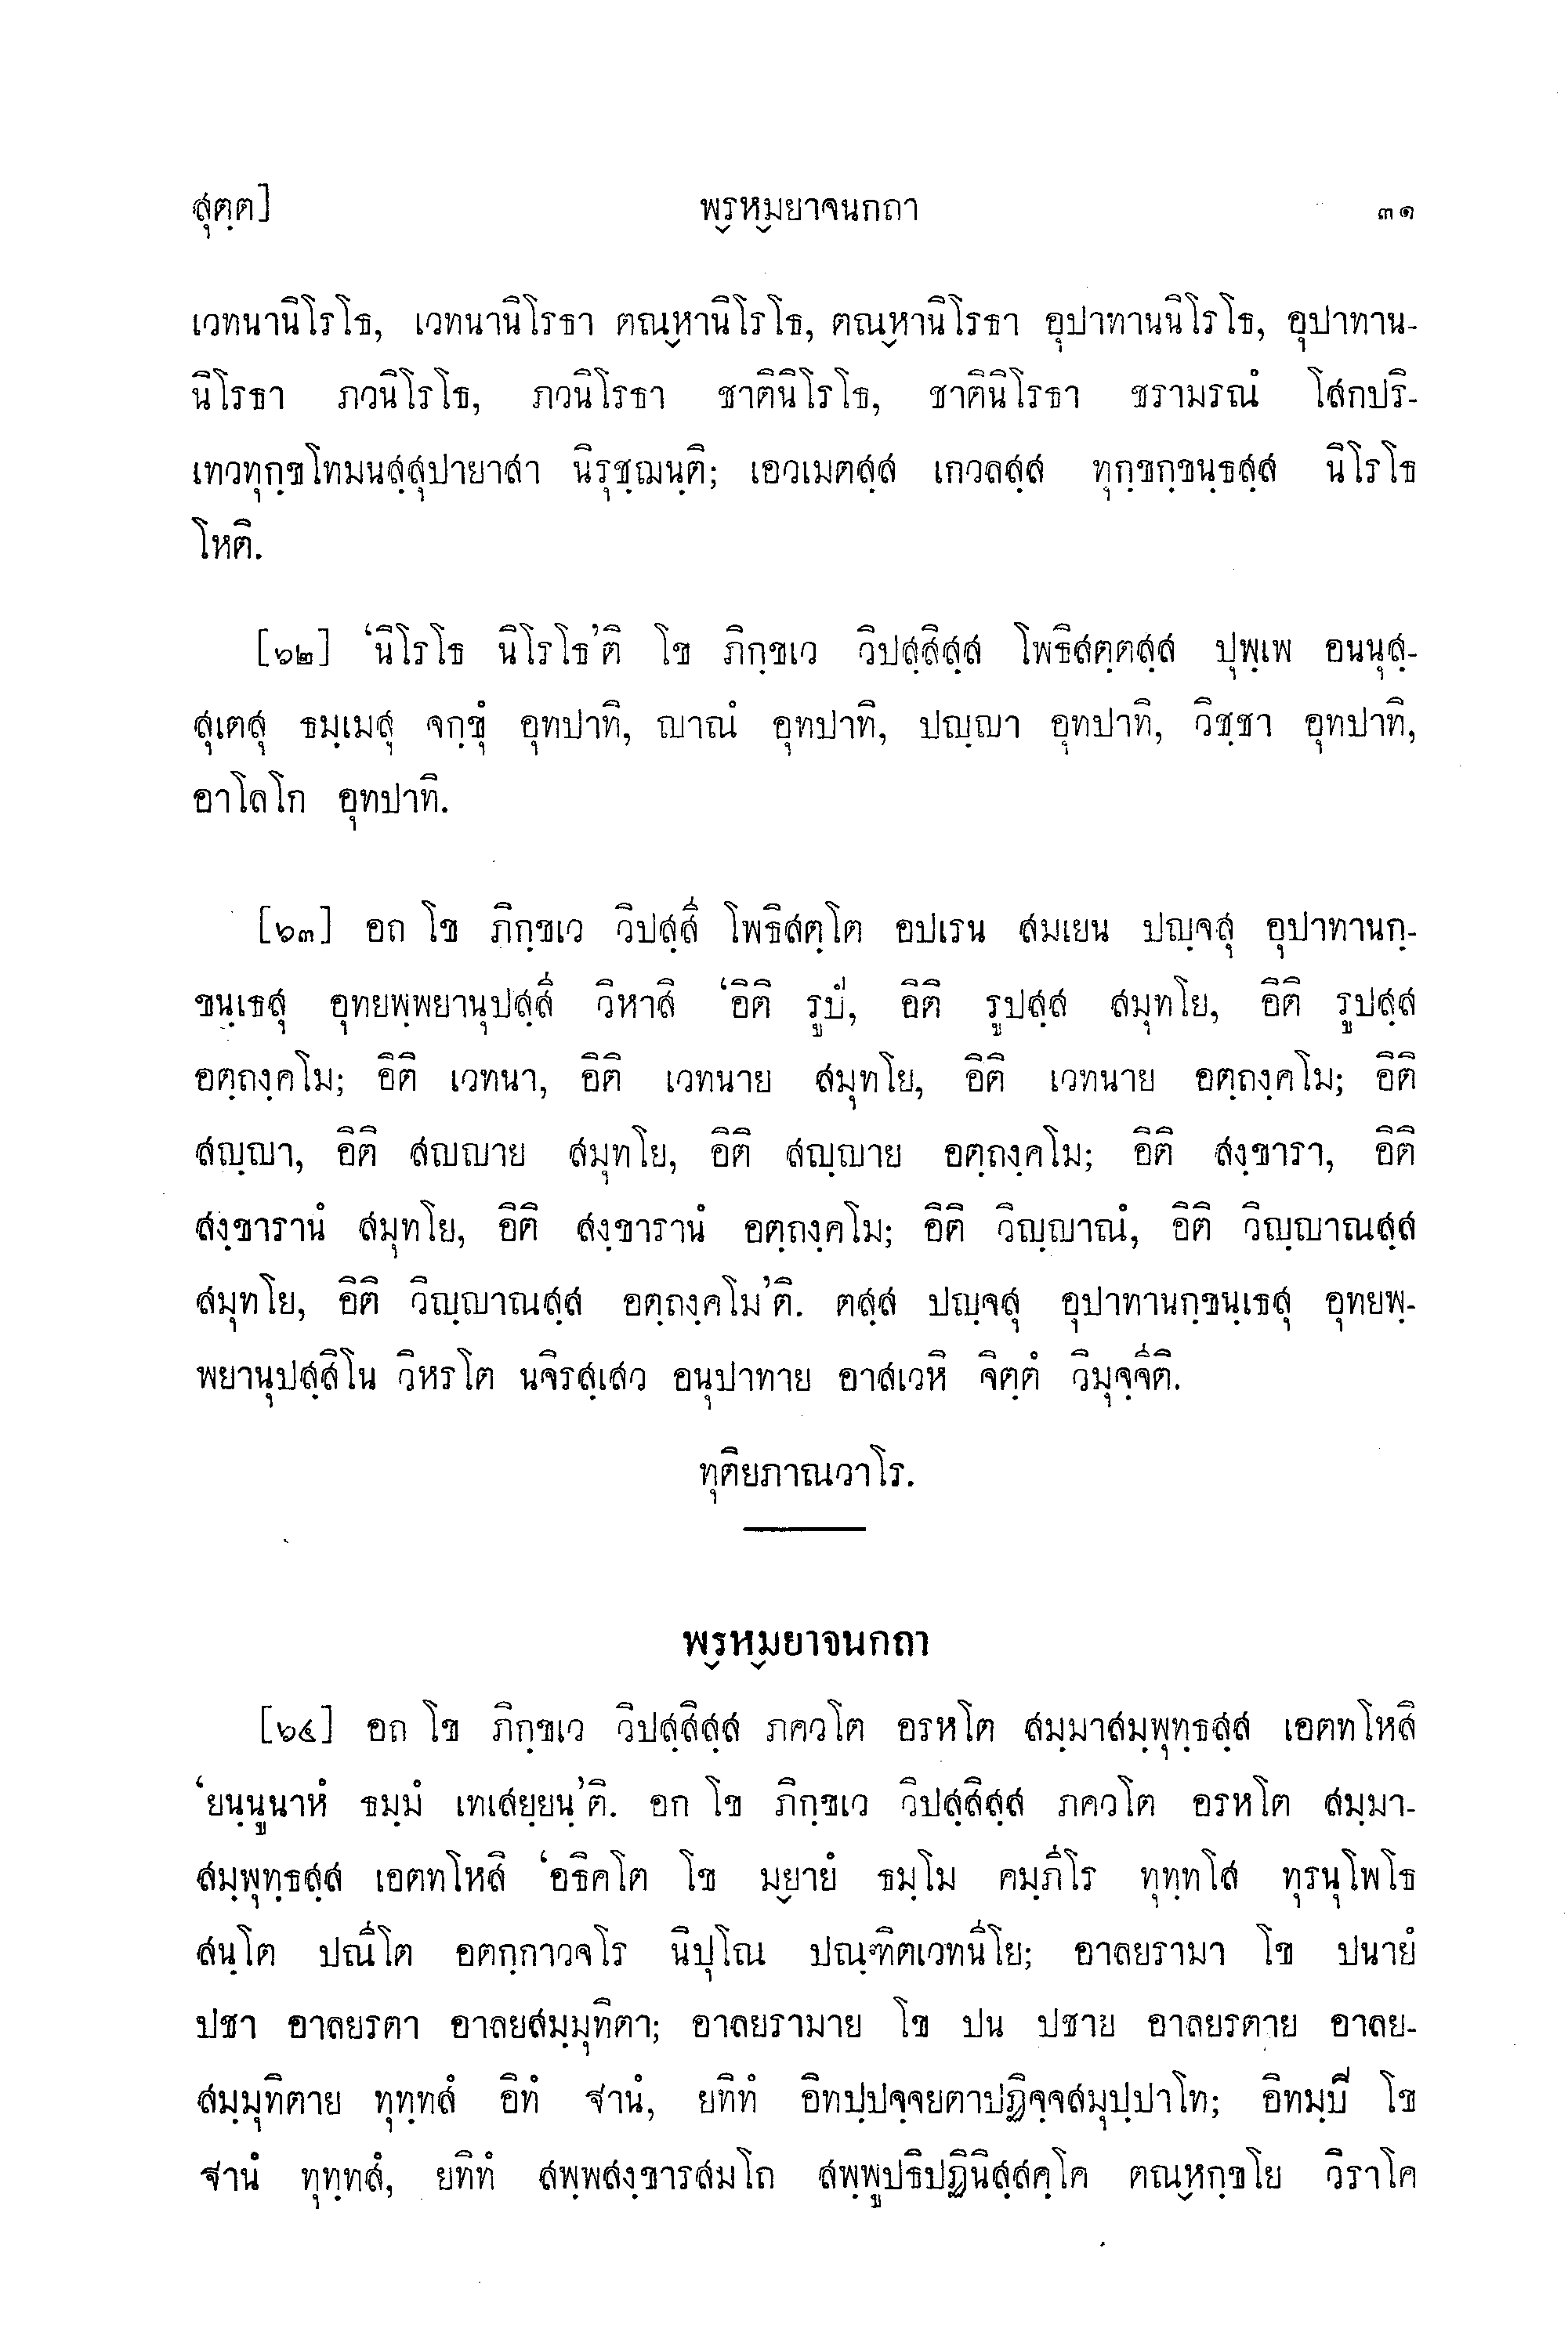 สุตฺต]
พฺรหฺมยาจนกถา
๓๑
เวทนานิโรโธ, เวทนานิโรธา ตณฺหานิโรโธ, ตณฺหานิโรธา อุปาทานนิโรโธ, อุปาทาน-
นิโรธา ภวนิโรโธ, ภวนิโรธา ชาตินิโรโธ, ชาตินิโรธา ชรามรณํ โสกปริ-
เทวทุกฺขโทมนสฺสุปายาสา นิรุชฺฌนฺติ; เอวเมตสฺส เกวลสฺส ทุกฺขกฺขนฺธสฺส นิโรโธ
โหติ.
[๖๒] ‘นิโรโธ นิโรโธ’ติ โข ภิกฺขเว วิปสฺสิสฺส โพธิสตฺตสฺส ปุพฺเพ อนนุสฺ-
สุเตสุ ธมฺเมสุ จกฺขุํ อุทปาทิ, ญาณํ อุทปาทิ, ปญฺญา อุทปาทิ, วิชฺชา อุทปาทิ,
อาโลโก อุทปาทิ.
[๖๓] อถ โข ภิกฺขเว วิปสฺสี โพธิสตฺโต อปเรน สมเยน ปญฺจสุ อุปาทานกฺ-
ขนฺเธสุ อุทยพฺพยานุปสฺสี วิหาสิ ‘อิติ รูปํ, อิติ รูปสฺส สมุทโย, อิติ รูปสฺส
อตฺถงฺคโม; อิติ เวทนา, อิติ เวทนาย สมุทโย, อิติ เวทนาย อตฺถงฺคโม; อิติ
สญฺญา, อิติ สญญาย สมุทโย, อิติ สญฺญาย อตฺถงฺคโม; อิติ สงฺขารา, อิติ
สงฺขารานํ สมุทโย, อิติ สงฺขารานํ อตฺถงฺคโม; อิติ วิญฺญาณํ, อิติ วิญฺญาณสฺส
สมุทโย, อิติ วิญฺญาณสฺส อตฺถงฺคโม’ติ. ตสฺส ปญฺจสุ อุปาทานกฺขนฺเธสุ อุทยพฺ-
พยานุปสฺสิโน วิหรโต นจิรสฺเสว อนุปาทาย อาสเวหิ จิตฺตํ วิมุจฺจีติ.
ทุติยภาณวาโร.
พฺรหฺมยาจนกถา
[๖๔] อถ โข ภิกฺขเว วิปสฺสิสฺส ภควโต อรหโต สมฺมาสมฺพุทฺธสฺส เอตทโหสิ
‘ยนฺนูนาหํ ธมฺมํ เทเสยฺยนฺ’ติ. อถ โข ภิกฺขเว วิปสฺสิสฺส ภควโต อรหโต สมฺมา-
สมฺพุทฺธสฺส เอตทโหสิ ‘อธิคโต โข มฺยายํ ธมฺโม คมฺภีโร ทุทฺทโส ทุรนุโพโธ
สนฺโต ปณีโต อตกฺกาวจโร นิปุโณ ปณฺฑิตเวทนีโย; อาลยรามา โข ปนายํ
ปชา อาลยรตา อาลยสมฺมุทิตา; อาลยรามาย โข ปน ปชาย อาลยรตาย อาลย-
สมฺมุทิตาย ทุทฺทสํ อิทํ ฐานํ, ยทิทํ อิทปฺปจฺจยตาปฏิจฺจสมุปฺปาโท; อิทมฺปิ โข
ฐานํ ทุทฺทสํ, ยทิทํ สพฺพสงฺขารสมโถ สพฺพูปธิปฏินิสฺสคฺโค ตณฺหกฺขโย วิราโค